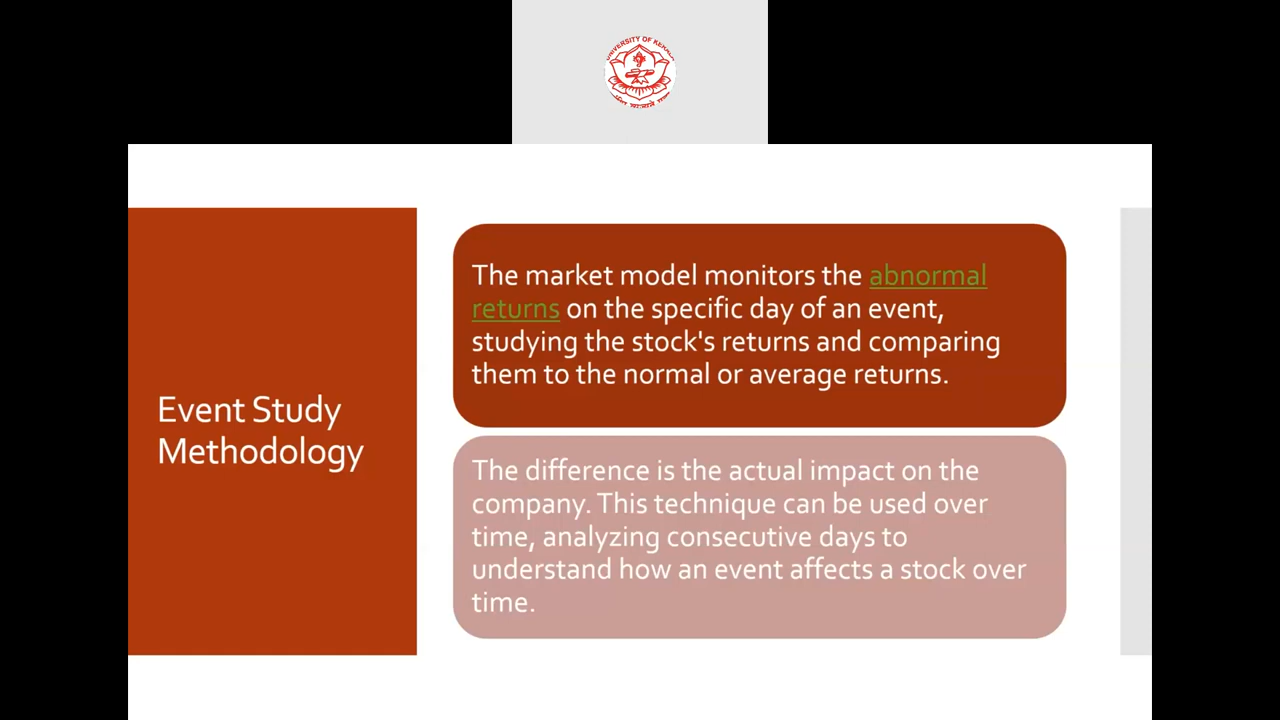 UNIVERSITY OF KERALA
Event Study
Methodology
The market model monitors the abnormal
returns on the specific day of an event,
studying the stock's returns and comparing
them to the normal or average returns.
The difference is the actual impact on the
company. This technique can be used over
time, analyzing consecutive days to
understand how an event affects a stock over
time.